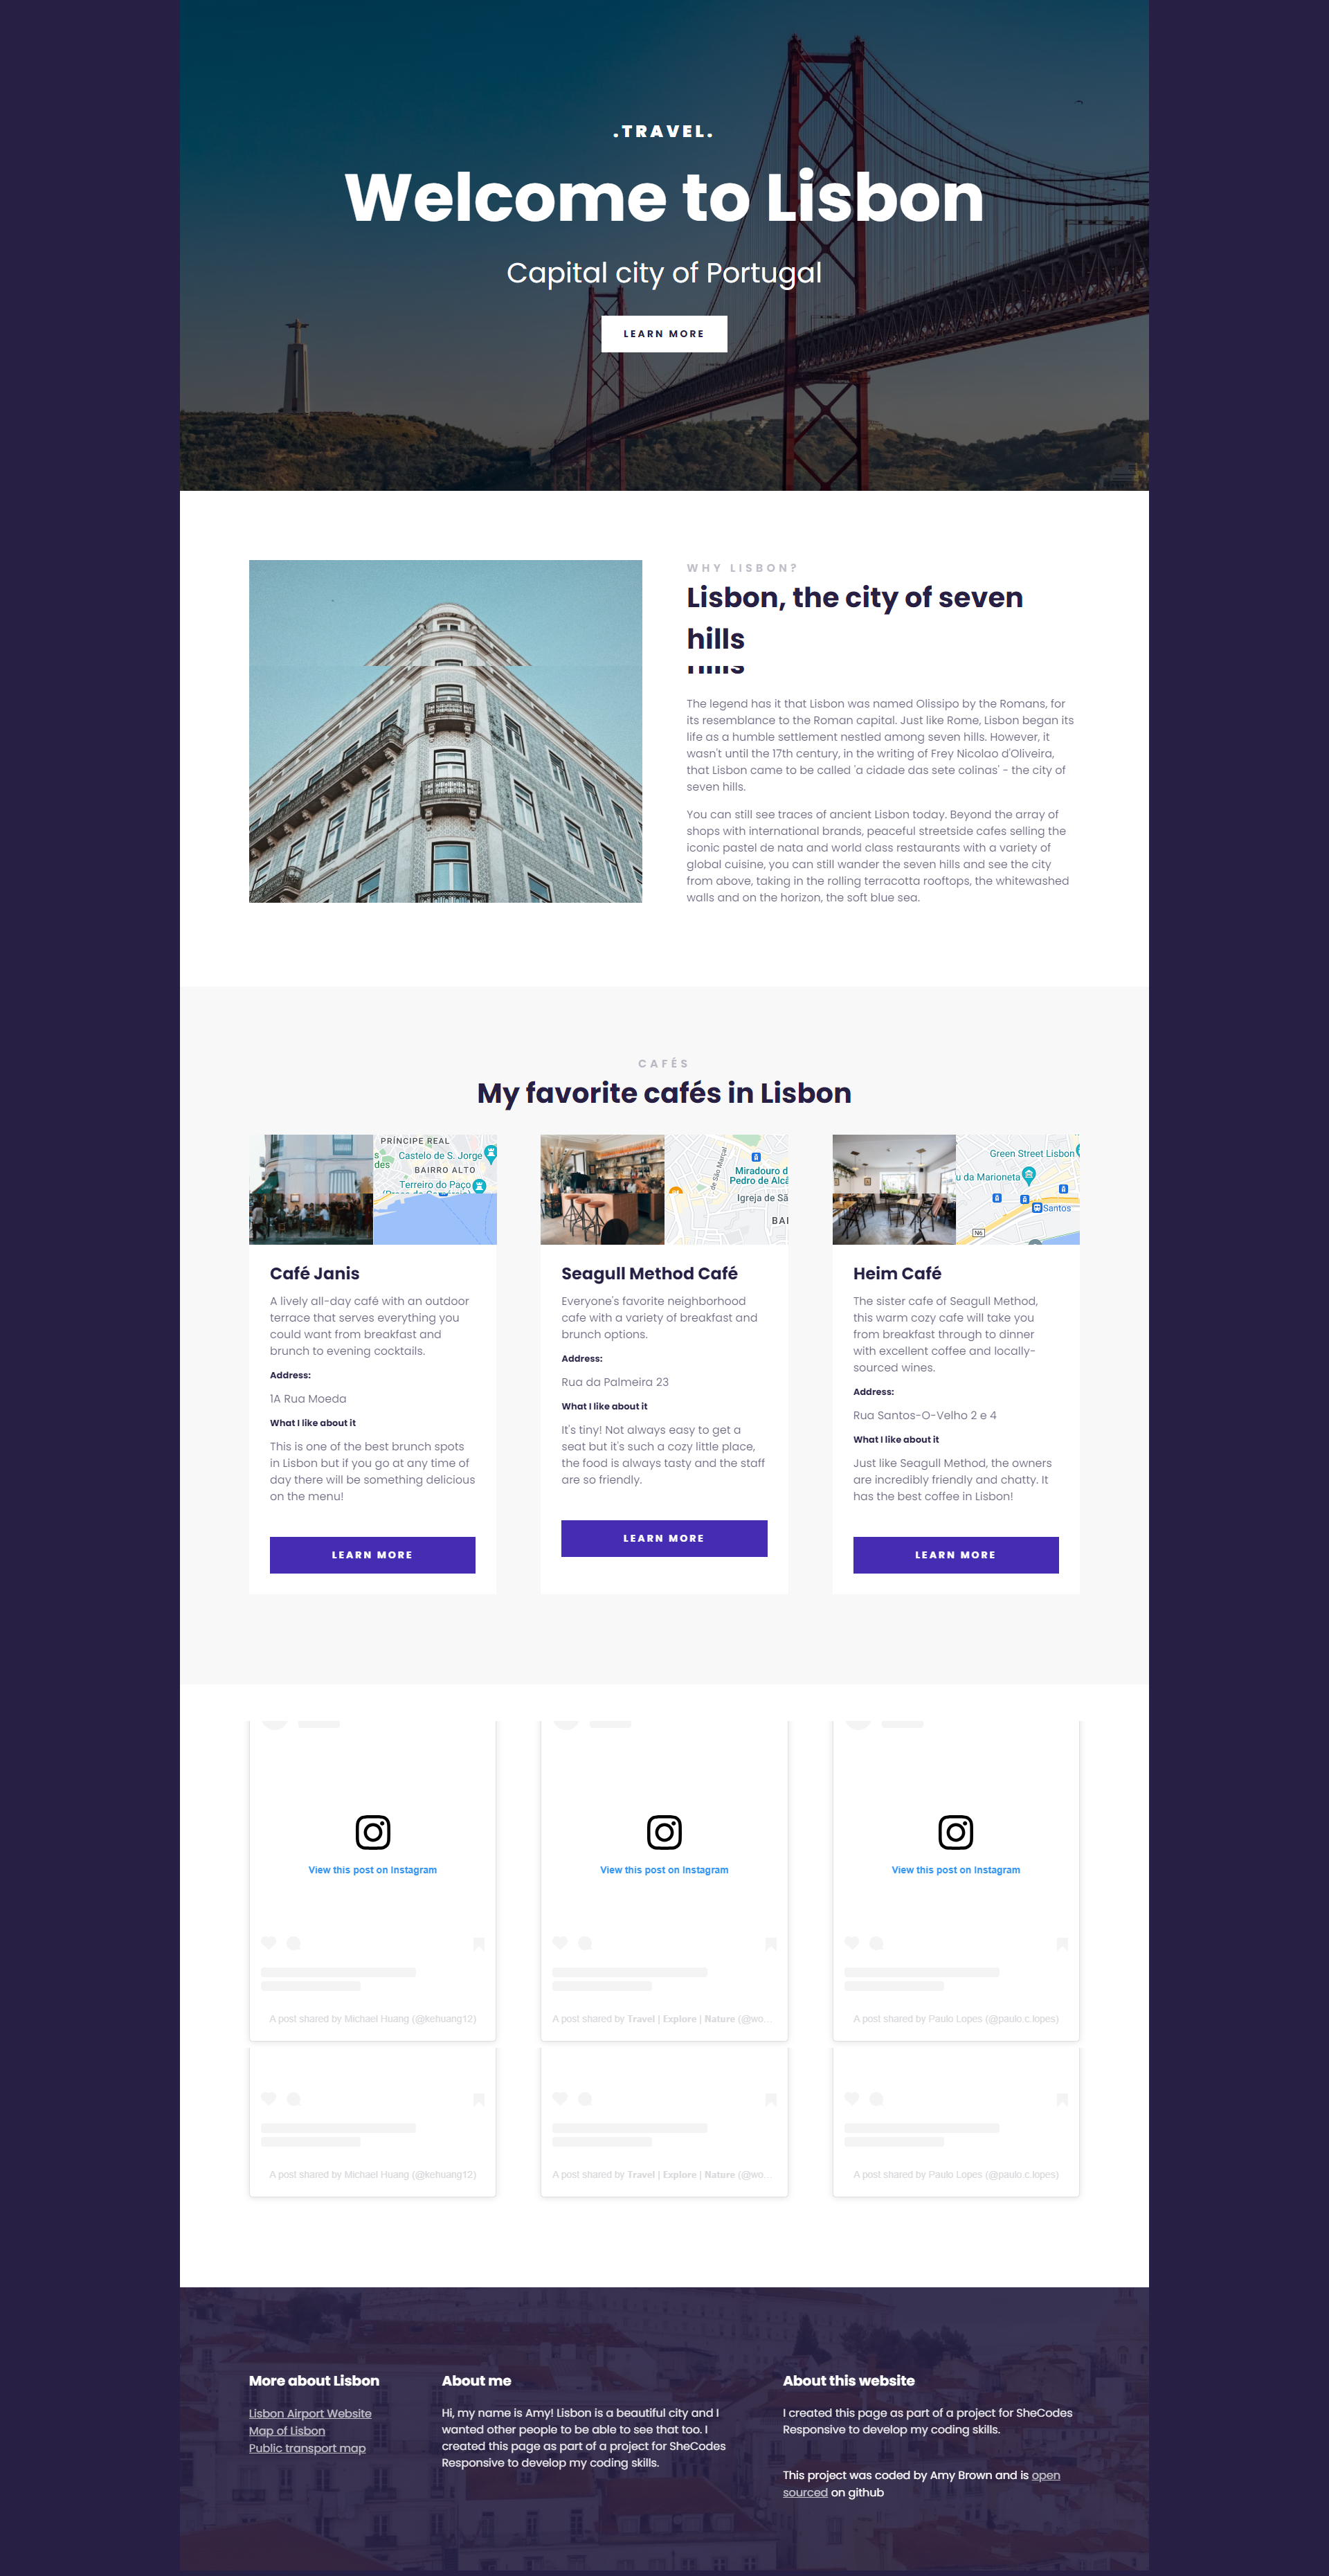 .TRAVEL.
Welcome to Lisbon
Capital city of Portugal
LEARN MORE
WHY LISBON?
Lisbon, the city of seven
hills
The legend has it that Lisbon was named Olissipo by the Romans, for
its resemblance to the Roman capital. Just like Rome, Lisbon began its
life as a humble settlement nestled among seven hills. However, it
wasn't until the 17th century, in the writing of Frey Nicolao d'Oliveira,
that Lisbon came to be called 'a cidade das sete colinas' - the city of
seven hills.
You can still see traces of ancient Lisbon today. Beyond the array of
shops with international brands, peaceful streetside cafes selling the
iconic pastel de nata and world class restaurants with a variety of
global cuisine, you can still wander the seven hills and see the city
from above, taking in the rolling terracotta rooftops, the whitewashed
walls and on the horizon, the soft blue sea.
CAFÉS
My favorite cafés in Lisbon
PRÍNCIPE REAL
Castelo de S. Jorge
des
BAIRRO ALTO
Terreiro do Paço
de São Marçal
Miradouro d
Pedro de Alcâ
Igreja de Sã
BAI
Green Street Lisbon
u da Marioneta
Santos
N6
Café Janis
A lively all-day café with an outdoor
terrace that serves everything you
could want from breakfast and
brunch to evening cocktails.
Address:
1A Rua Moeda
What I like about it
This is one of the best brunch spots
in Lisbon but if you go at any time of
day there will be something delicious
on the menu!
LEARN MORE
Seagull Method Café
Everyone's favorite neighborhood
cafe with a variety of breakfast and
brunch options.
Address:
Rua da Palmeira 23
What I like about it
It's tiny! Not always easy to get a
seat but it's such a cozy little place,
the food is always tasty and the staff
are so friendly.
LEARN MORE
Heim Café
The sister cafe of Seagull Method,
this warm cozy cafe will take you
from breakfast through to dinner
with excellent coffee and locally-
sourced wines.
Address:
Rua Santos-O-Velho 2 e 4
What I like about it
Just like Seagull Method, the owners
are incredibly friendly and chatty. It
has the best coffee in Lisbon!
LEARN MORE
View this post on Instagram
View this post on Instagram
View this post on Instagram
A post shared by Michael Huang (@kehuang12)
A post shared by Travel | Explore | Nature (@wo...
A post shared by Paulo Lopes (@paulo.c.lopes)
A post shared by Michael Huang (@kehuang12)
A post shared by Travel | Explore | Nature (@wo...
A post shared by Paulo Lopes (@paulo.c.lopes)
More about Lisbon
Lisbon Airport Website
Map of Lisbon
Public transport map
About me
Hi, my name is Amy! Lisbon is a beautiful city and I
wanted other people to be able to see that too. I
created this page as part of a project for SheCodes
Responsive to develop my coding skills.
About this website
I created this page as part of a project for SheCodes
Responsive to develop my coding skills.
This project was coded by Amy Brown and is open
sourced on github